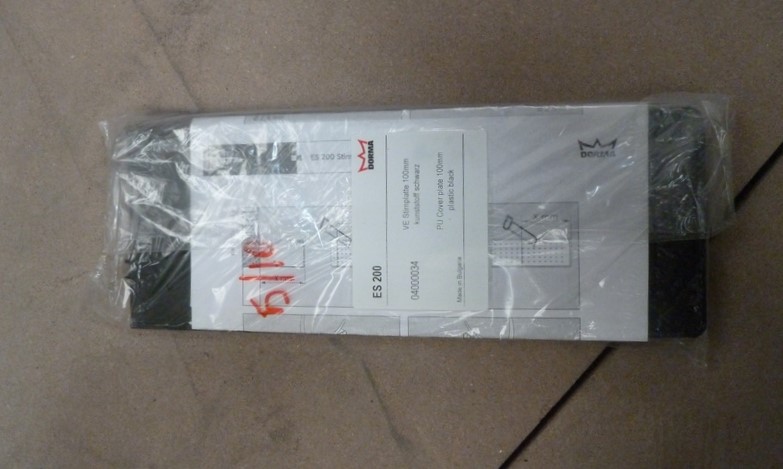 DORMA
ES 200
VE Stirnplatte 100mm
kunststoff schwarz
04000034
PU Cover plate 100mm
plastic black
Made in Bulgaria
ES 200 Stirn
DORMA
5/10